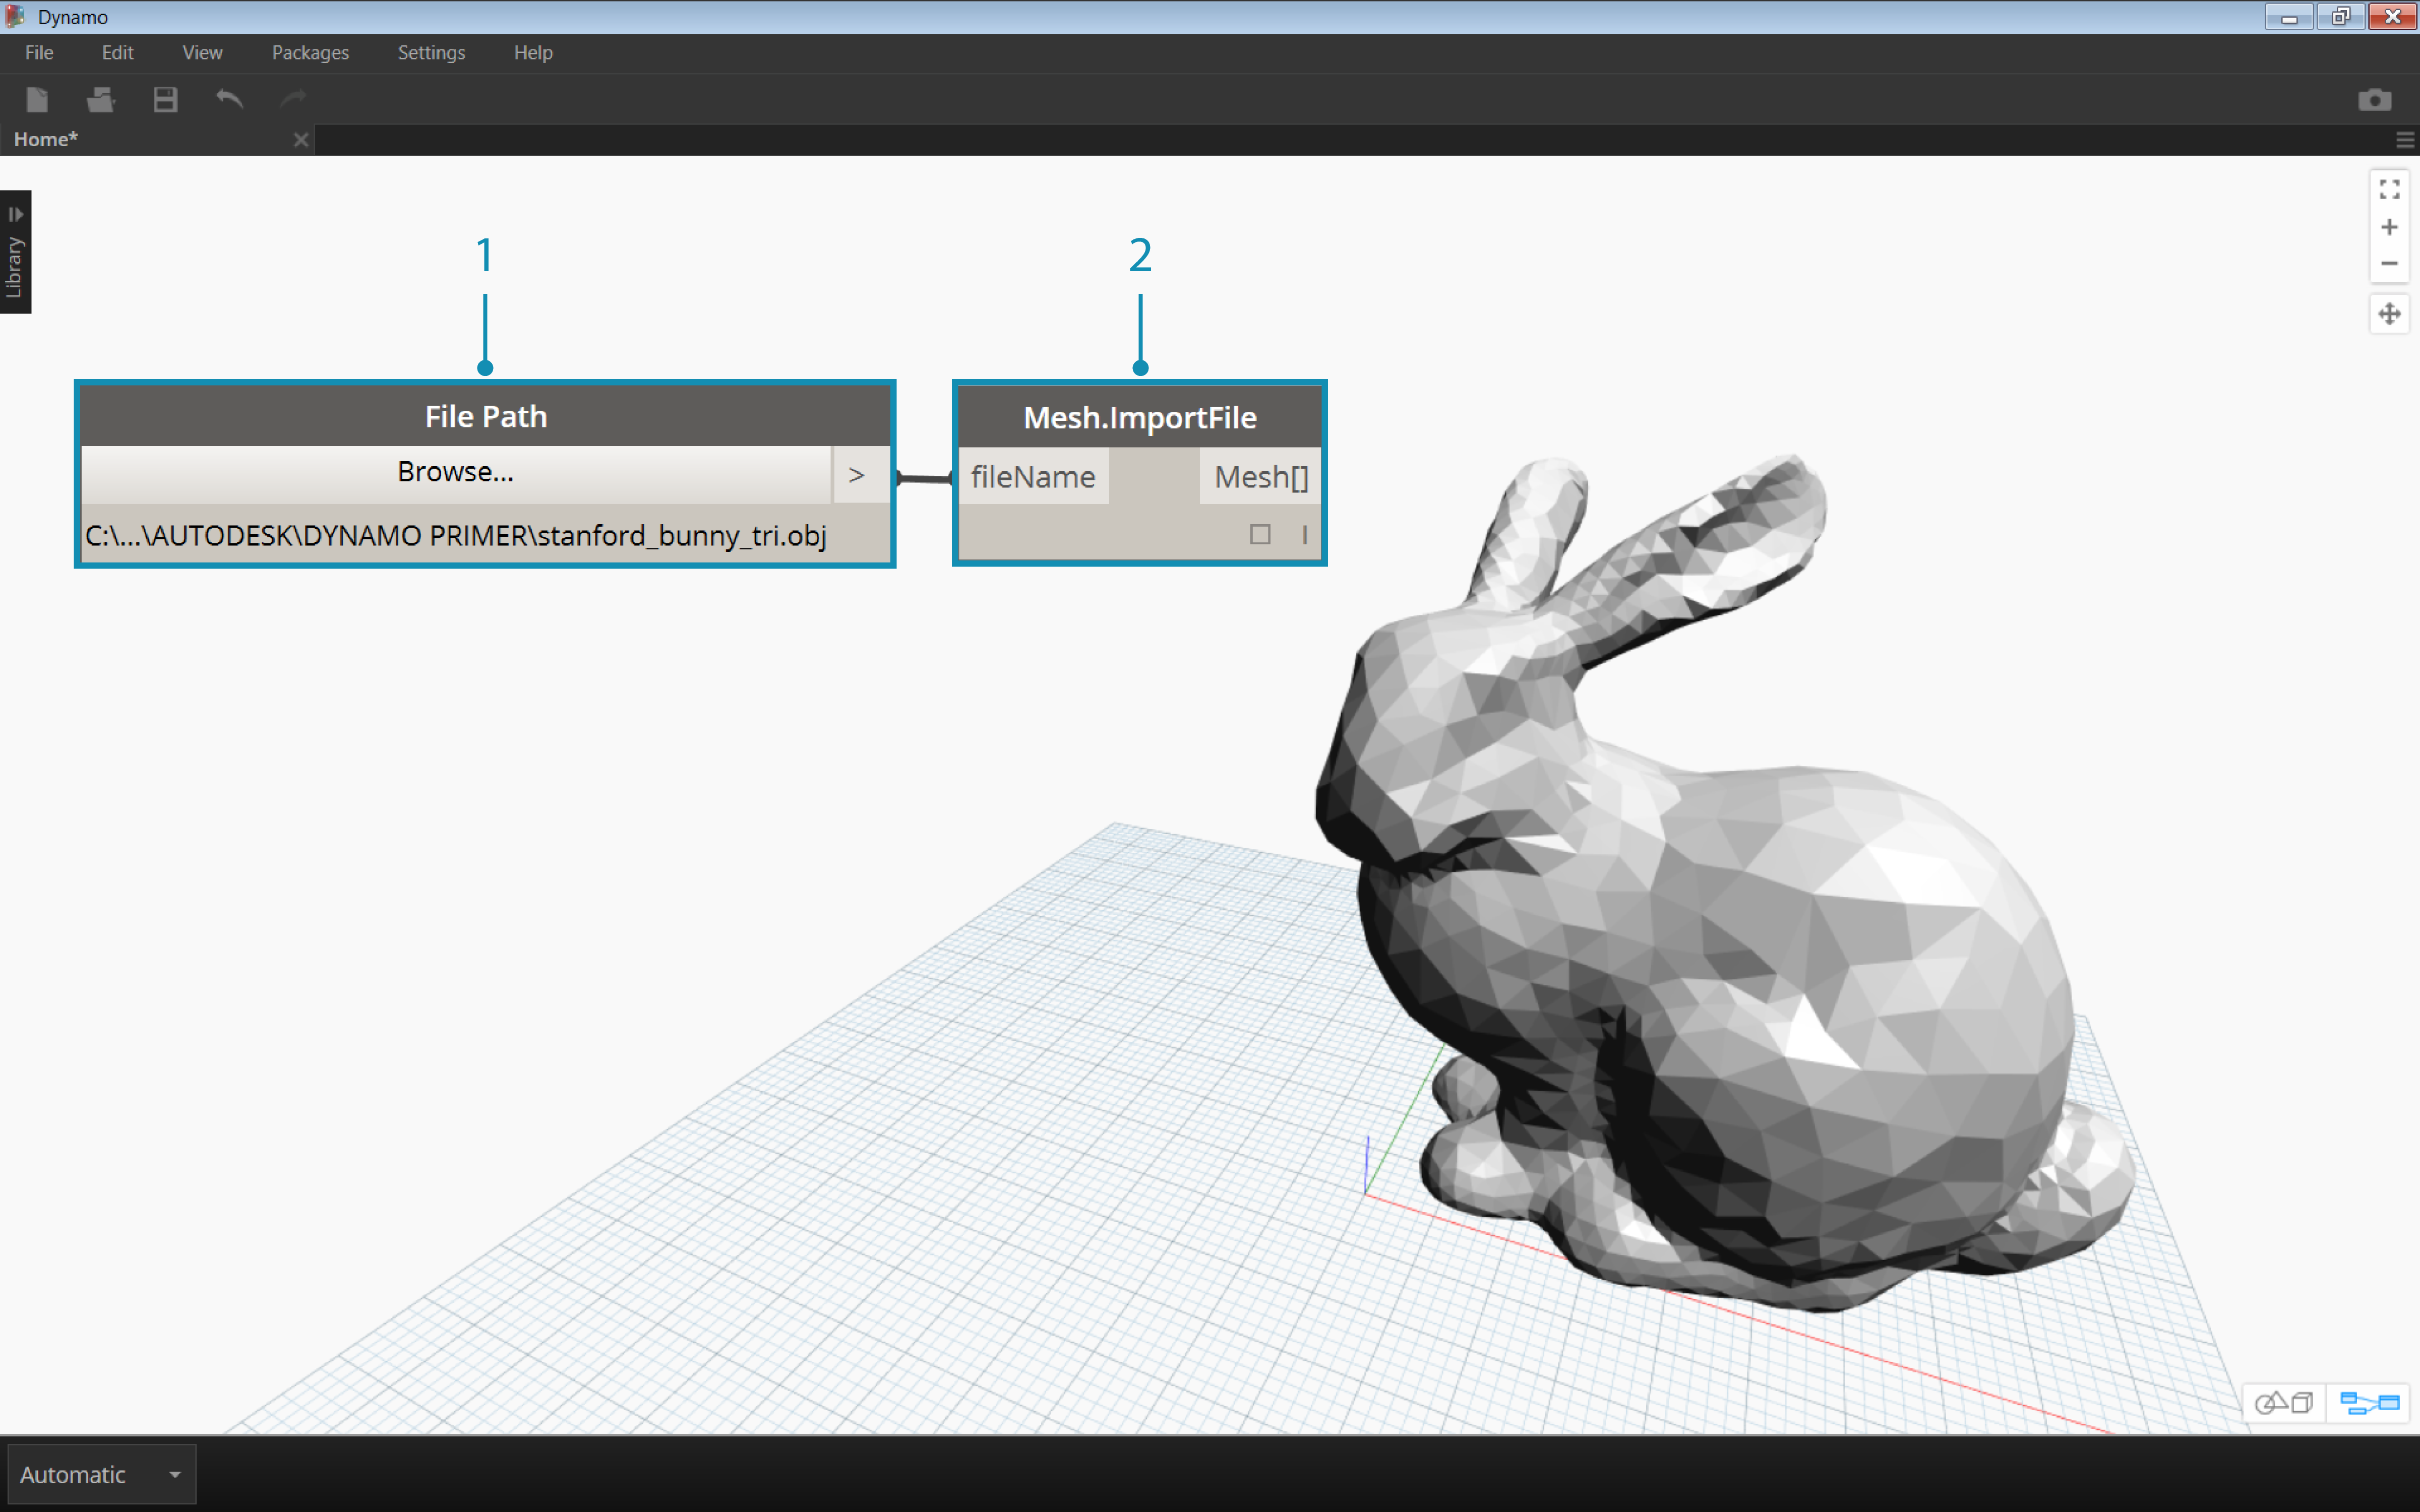 Dynamo
File Edit View Packages Settings Help
Home*
Library
1
2
File Path
Browse...
>
C:\...\AUTODESK\DYNAMO PRIMER\stanford_bunny_tri.obj
Mesh.ImportFile
fileName Mesh[]
Automatic